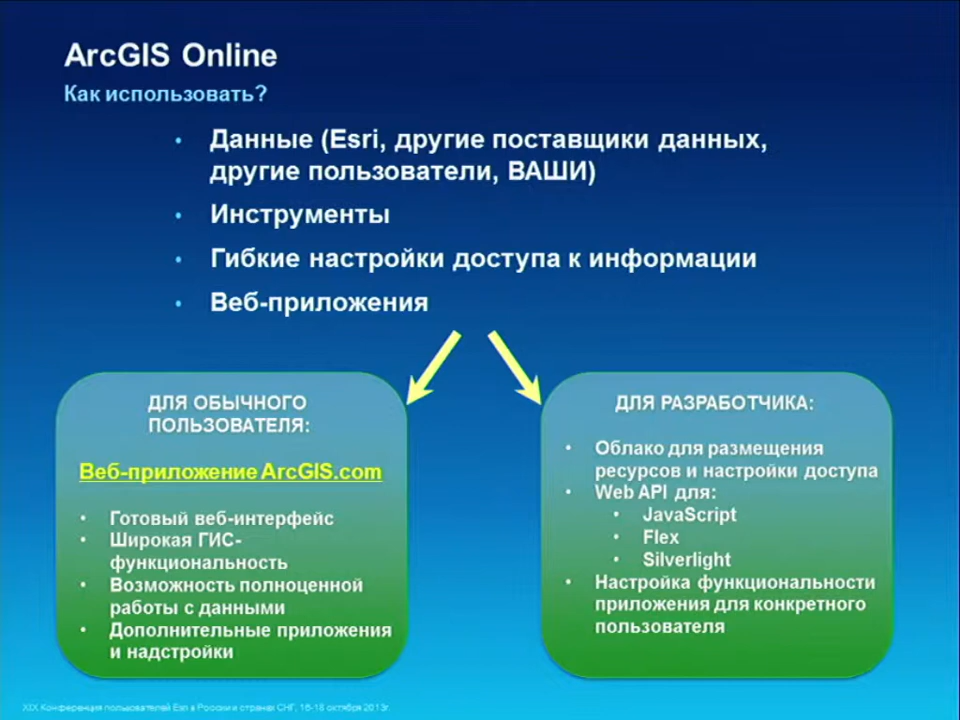 ArcGIS Online
Как использовать?
• Данные (Esri, другие поставщики данных,
другие пользователи, ВАШИ)
• Инструменты
• Гибкие настройки доступа к информации
• Веб-приложения
ДЛЯ ОБЫЧНОГО
ПОЛЬЗОВАТЕЛЯ:
Веб-приложение ArcGIS.com
• Готовый веб-интерфейс
• Широкая ГИС-
функциональность
• Возможность полноценной
работы с данными
• Дополнительные приложения
и надстройки
ДЛЯ РАЗРАБОТЧИКА:
• Облако для размещения
ресурсов и настройки доступа
• Web API для:
• JavaScript
• Flex
• Silverlight
• Настройка функциональности
приложения для конкретного
пользователя
XIX Конференция пользователей Esri в России и странах СНГ, 16-18 октября 2013г.